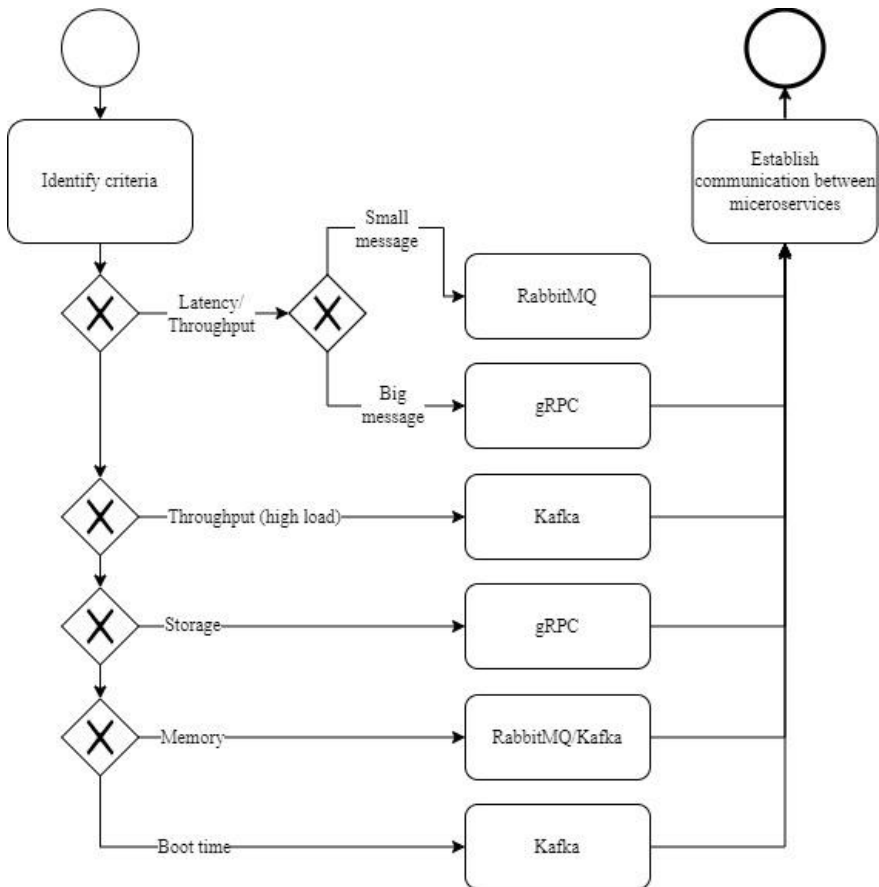 Identify criteria
Establish
communication between
miceroservices
Small
message
Latency/
Throughput
RabbitMQ
Big
message
gRPC
Throughput (high load)
Kafka
Storage
gRPC
Memory
RabbitMQ/Kafka
Boot time
Kafka